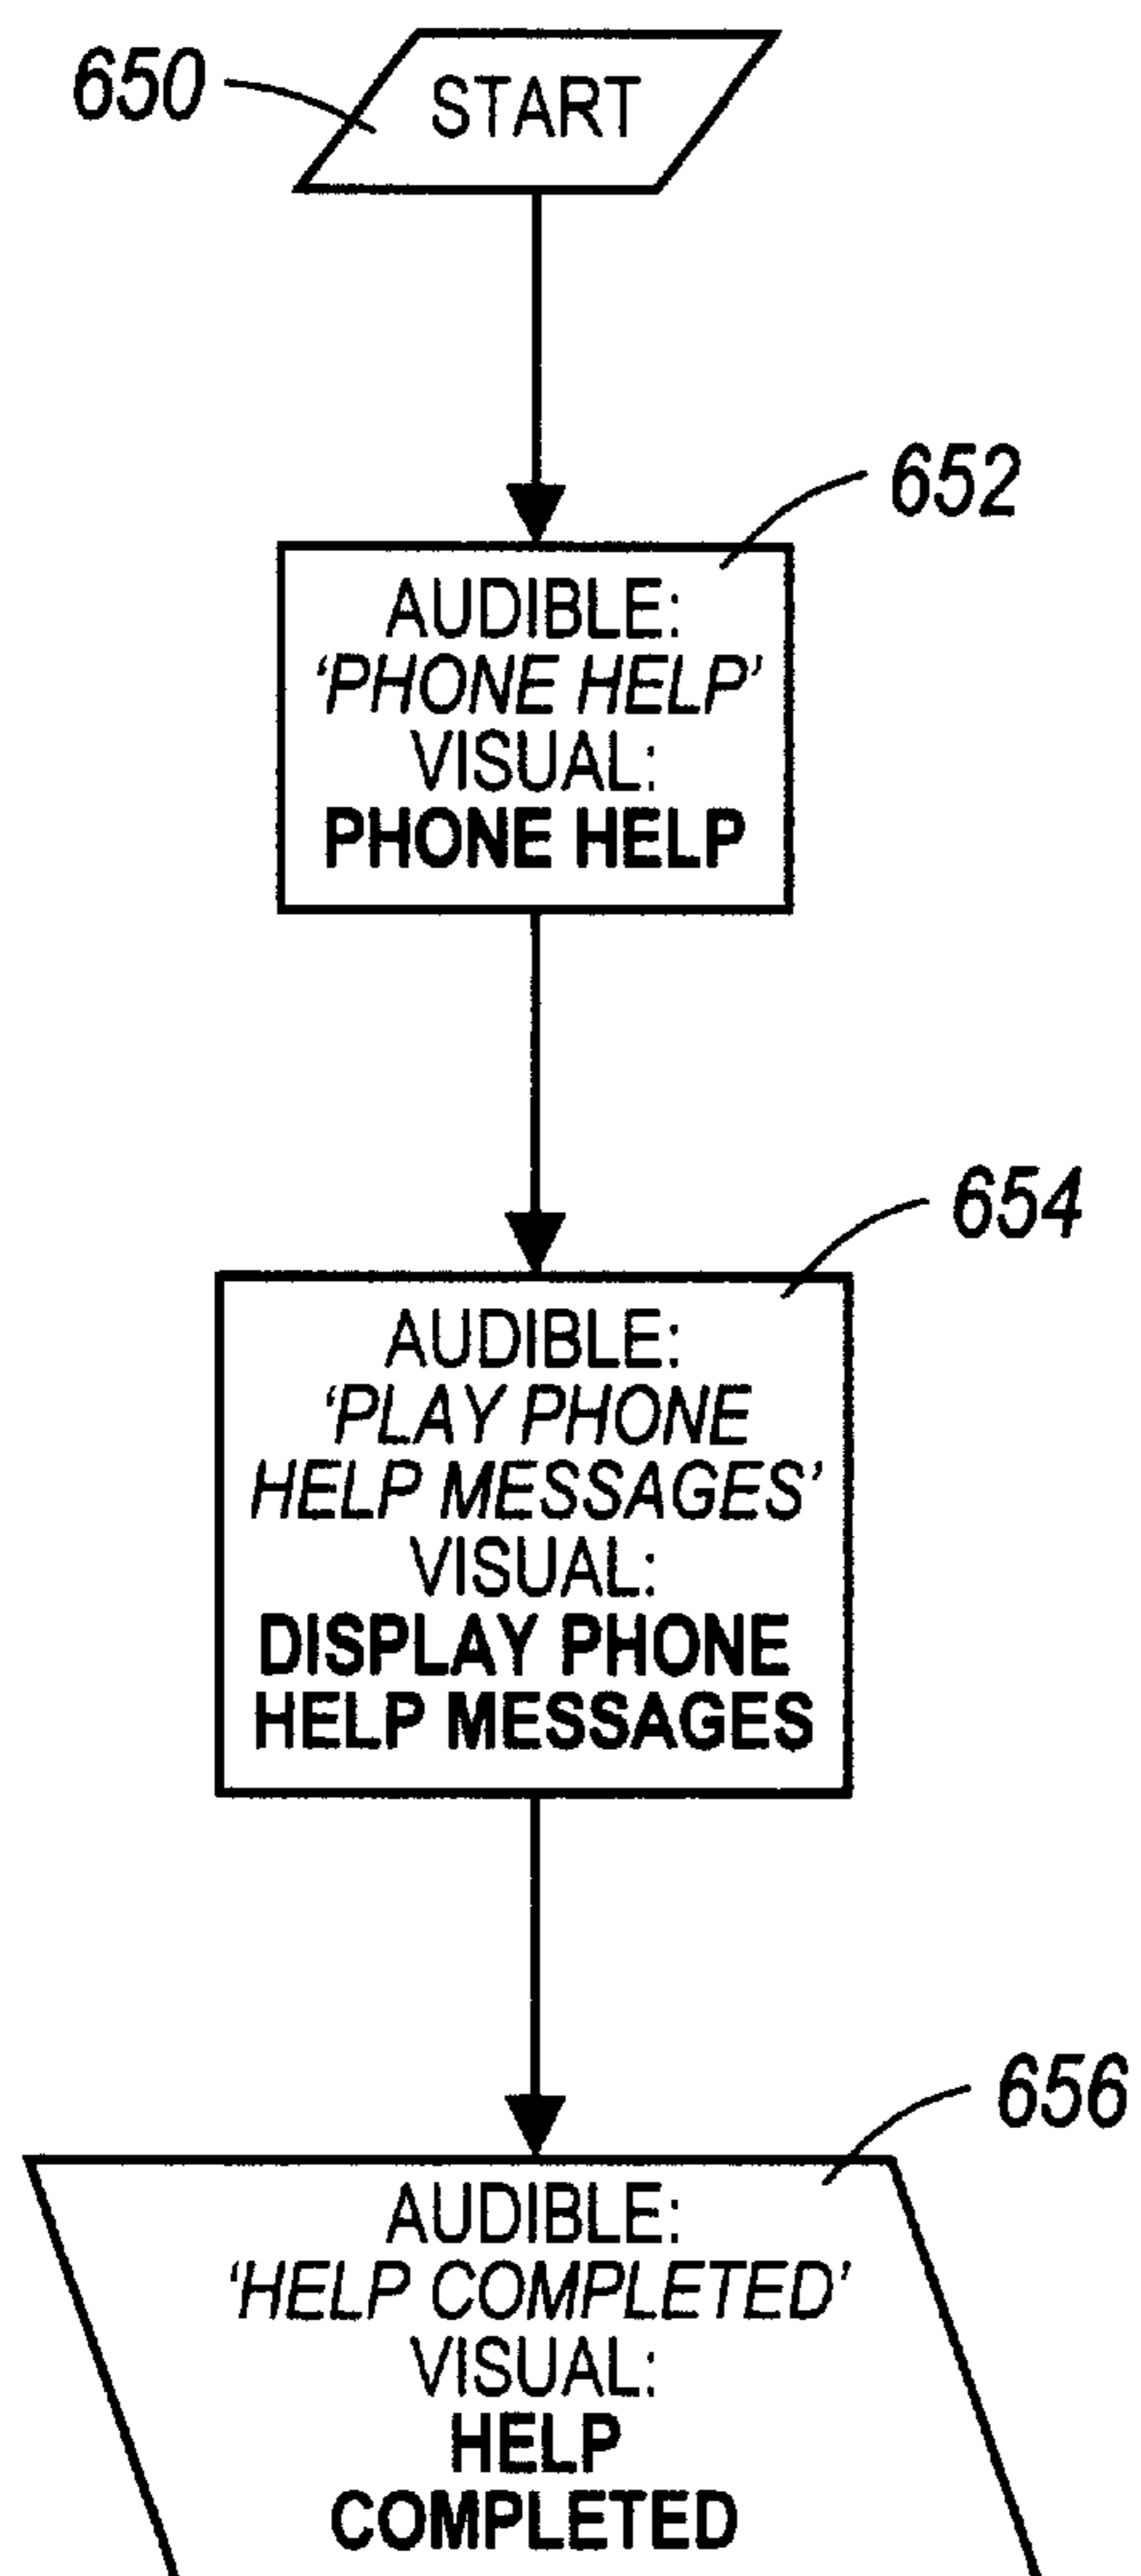 650
START
652
AUDIBLE:
‘PHONE HELP’
VISUAL:
PHONE HELP
654
AUDIBLE:
‘PLAY PHONE
HELP MESSAGES’
VISUAL:
DISPLAY PHONE
HELP MESSAGES
656
AUDIBLE:
‘HELP COMPLETED’
VISUAL:
HELP
COMPLETED